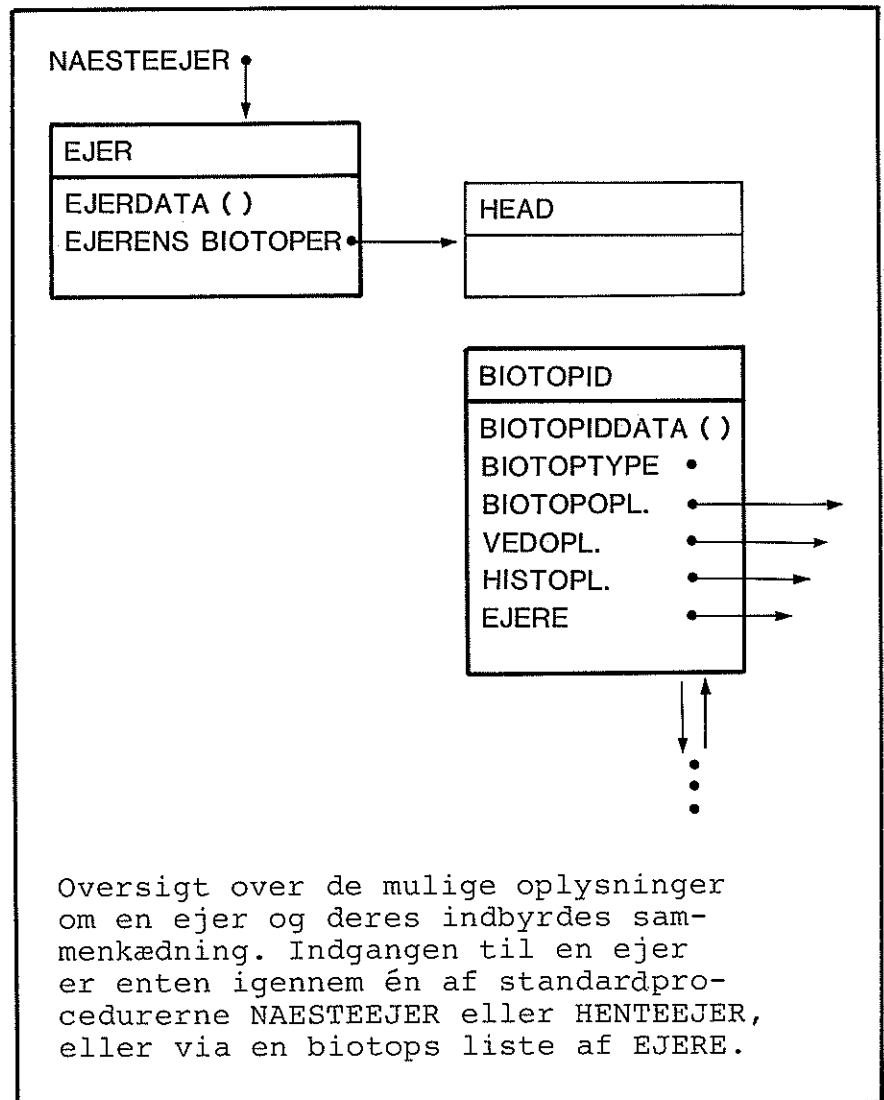 NAESTEEJER
EJER
EJERDATA ( )
EJERENS BIOTOPER
HEAD
BIOTOPID
BIOTOPIDDATA ( )
BIOTOPTYPE
BIOTOPOPL.
VEDOPL.
HISTOPL.
EJERE
Oversigt over de mulige oplysninger
om en ejer og deres indbyrdes sam-
menkædning. Indgangen til en ejer
er enten igennem én af standardpro-
cedurerne NAESTEEJER eller HENTEEJER,
eller via en biotops liste af EJERE.